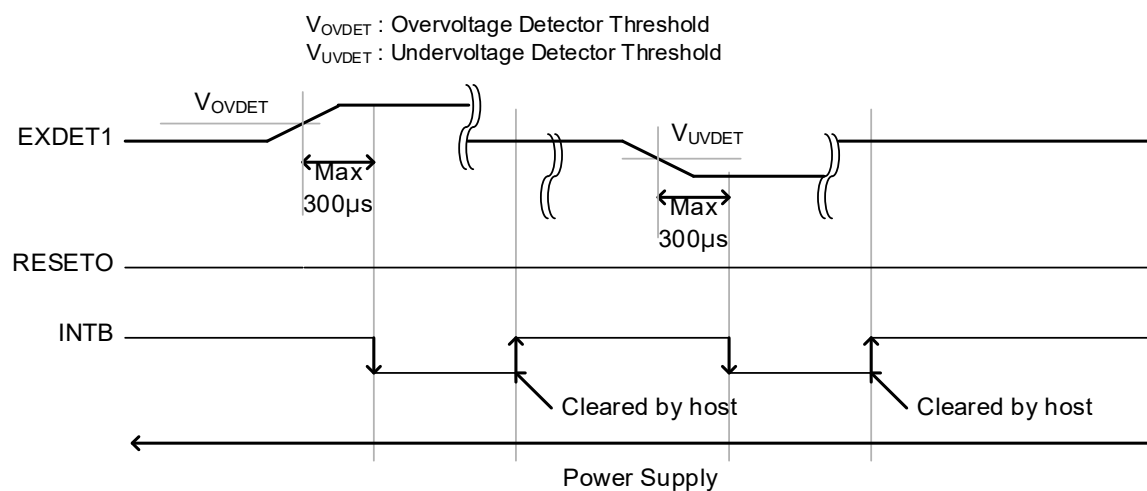 VOVDET : Overvoltage Detector Threshold
VUVDET : Undervoltage Detector Threshold
VOVDET
EXDET1
VUVDET
Max
300µs
Max
300µs
RESETO
INTB
Cleared by host
Cleared by host
Power Supply